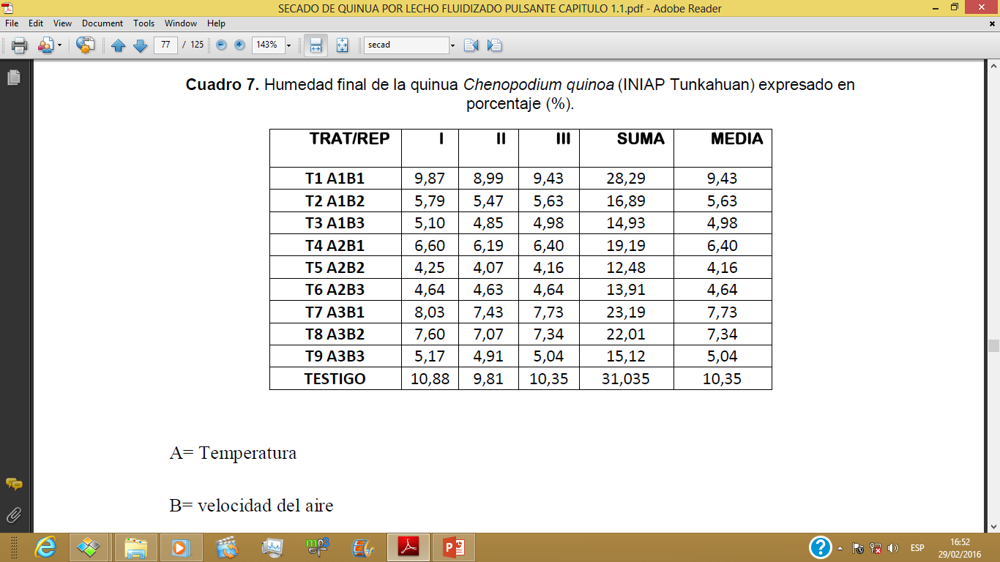 SECADO DE QUINUA POR LECHO FLUIDIZADO PULSANTE CAPITULO 1.1.pdf - Adobe Reader
File Edit View Document Tools Window Help
77 / 125 143% secad
Cuadro 7. Humedad final de la quinua Chenopodium quinoa (INIAP Tunkahuan) expresado en
porcentaje (%).
TRAT/REP I II III SUMA MEDIA
T1 A1B1 9,87 8,99 9,43 28,29 9,43
T2 A1B2 5,79 5,47 5,63 16,89 5,63
T3 A1B3 5,10 4,85 4,98 14,93 4,98
T4 A2B1 6,60 6,19 6,40 19,19 6,40
T5 A2B2 4,25 4,07 4,16 12,48 4,16
T6 A2B3 4,64 4,63 4,64 13,91 4,64
T7 A3B1 8,03 7,43 7,73 23,19 7,73
T8 A3B2 7,60 7,07 7,34 22,01 7,34
T9 A3B3 5,17 4,91 5,04 15,12 5,04
TESTIGO 10,88 9,81 10,35 31,035 10,35
A= Temperatura
B= velocidad del aire
mp3
ESP
16:52
29/02/2016